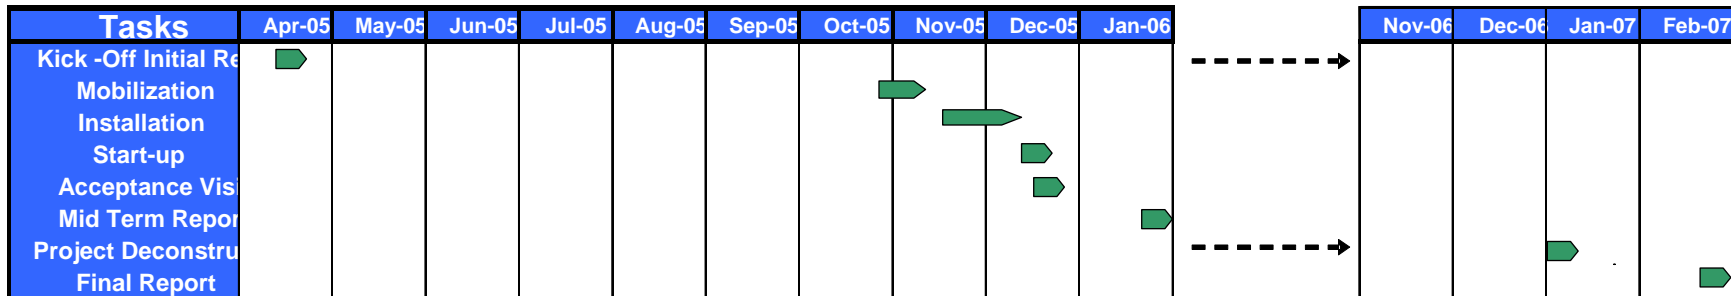 Tasks Apr-05 May-05 Jun-05 Jul-05 Aug-05 Sep-05 Oct-05 Nov-05 Dec-05 Jan-06 Nov-06 Dec-06 Jan-07 Feb-07
Kick -Off Initial Re
Mobilization
Installation
Start-up
Acceptance Visi
Mid Term Repor
Project Deconstru
Final Report